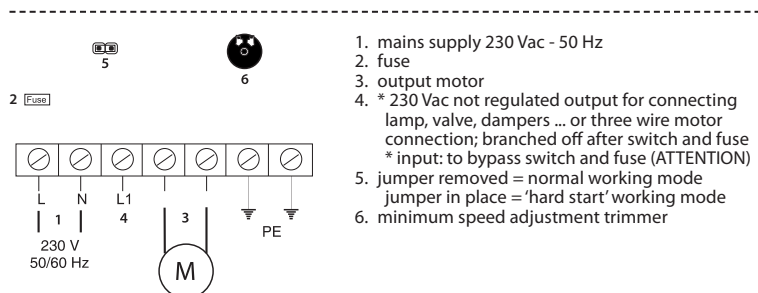 5
6
2 Fuse
L N L1
1 4 3 PE
230 V
50/60 Hz
M
1. mains supply 230 Vac - 50 Hz
2. fuse
3. output motor
4. * 230 Vac not regulated output for connecting
lamp, valve, dampers ... or three wire motor
connection; branched off after switch and fuse
* input: to bypass switch and fuse (ATTENTION)
5. jumper removed = normal working mode
jumper in place = 'hard start' working mode
6. minimum speed adjustment trimmer